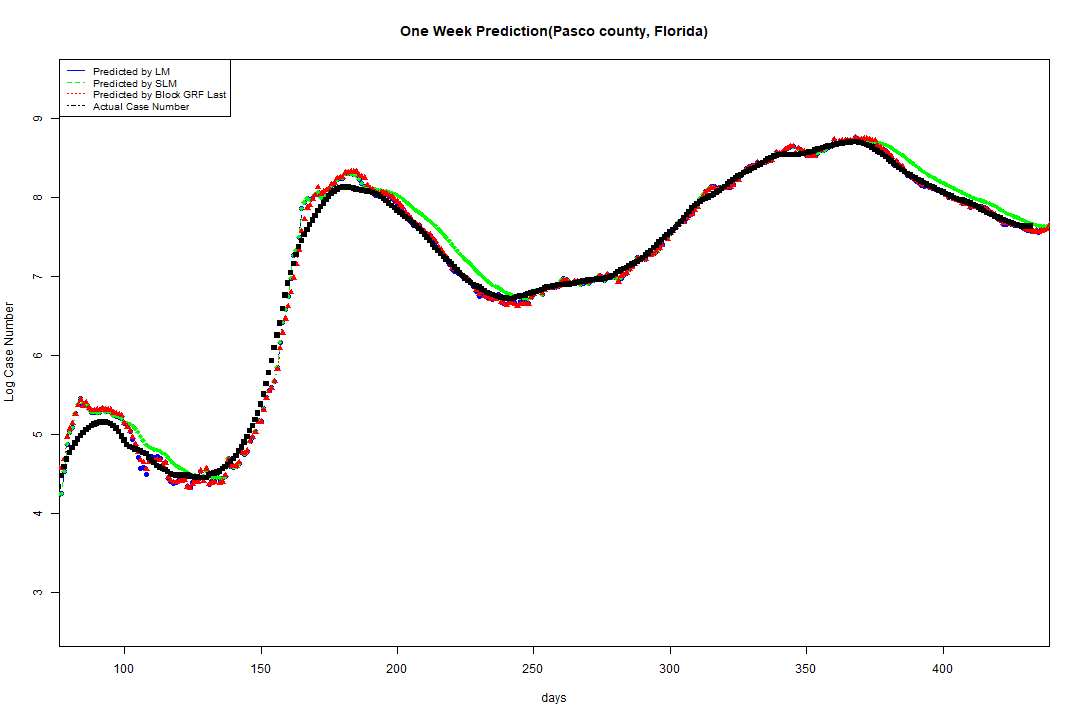 One Week Prediction(Pasco county, Florida)
Predicted by LM
Predicted by SLM
Predicted by Block GRF Last
Actual Case Number
9
8
7
6
5
4
3
Log Case Number
100 150 200 250 300 350 400
days